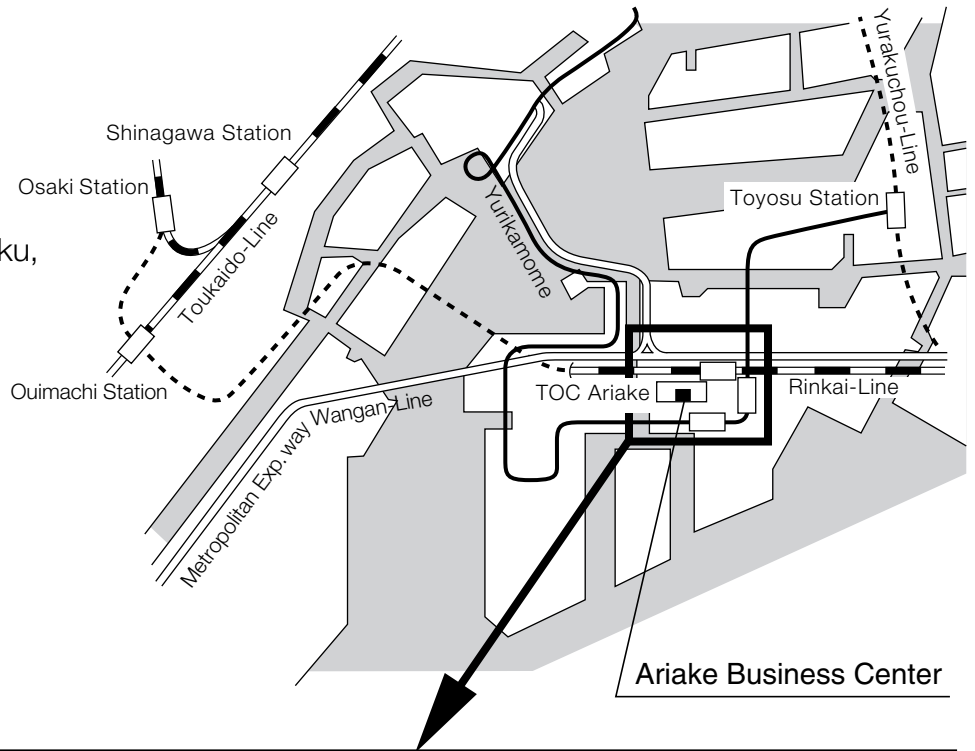 Shinagawa Station
Osaki Station
ku,
Toukaido-Line
Ouimachi Station
Yurikamome
Yurakuchou-Line
Toyosu Station
TOC Ariake
Rinkai-Line
Metropolitan Exp. way Wangan-Line
Ariake Business Center